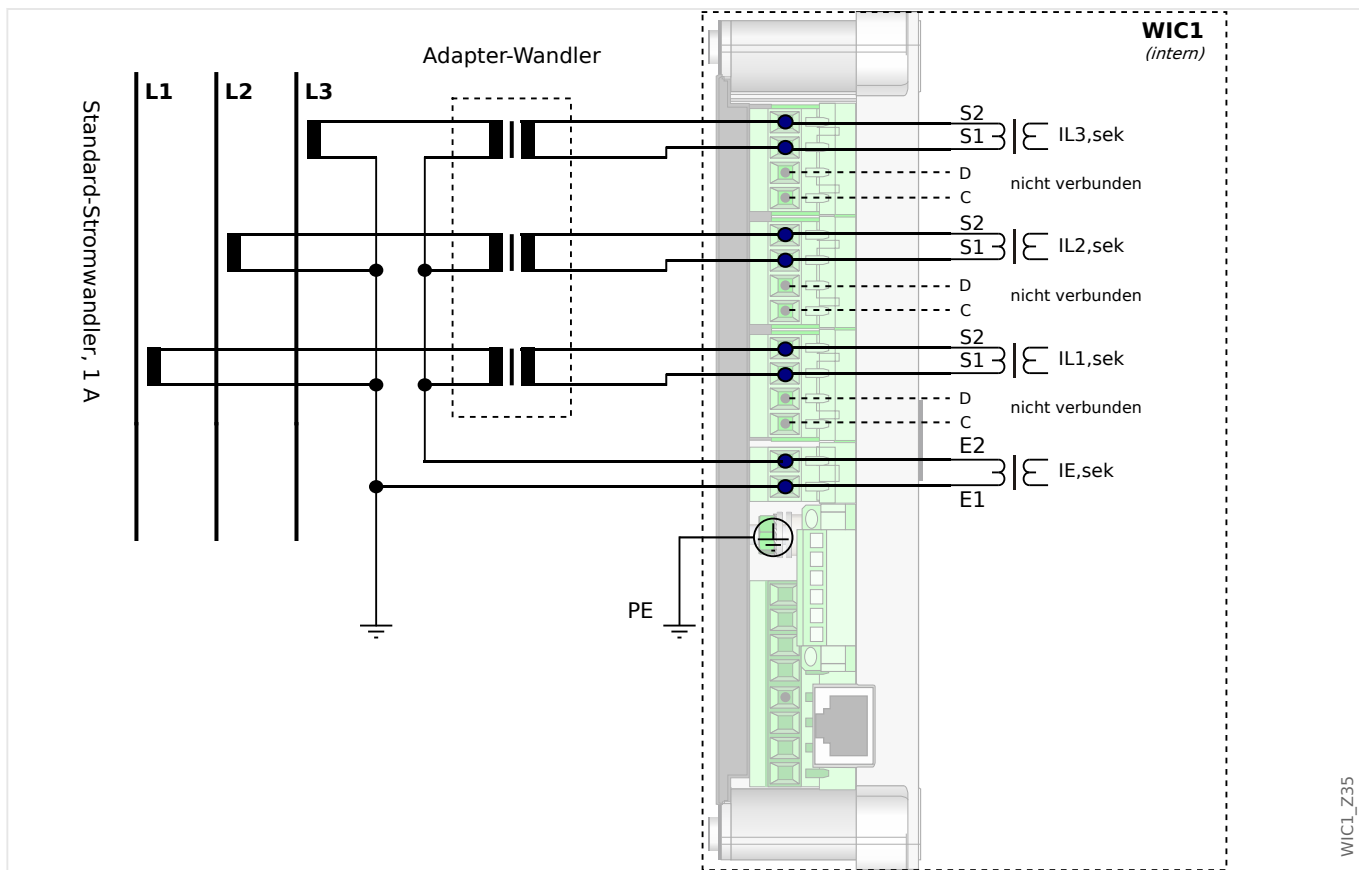 WIC1
(intern)
Adapter-Wandler
L1
L2
L3
Standard-Stromwandler, 1 A
S2
S1
IL3,sek
D
nicht verbunden
C
S2
S1
IL2,sek
D
nicht verbunden
C
S2
S1
IL1,sek
D
nicht verbunden
C
E2
IE,sek
E1
PE
WIC1_Z35